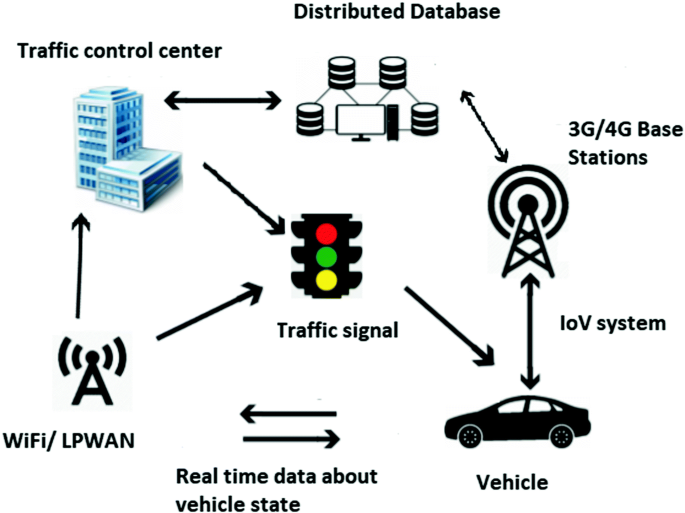 Distributed Database
Traffic control center
3G/4G Base
Stations
Traffic signal
IoV system
WiFi/ LPWAN
Real time data about
vehicle state
Vehicle